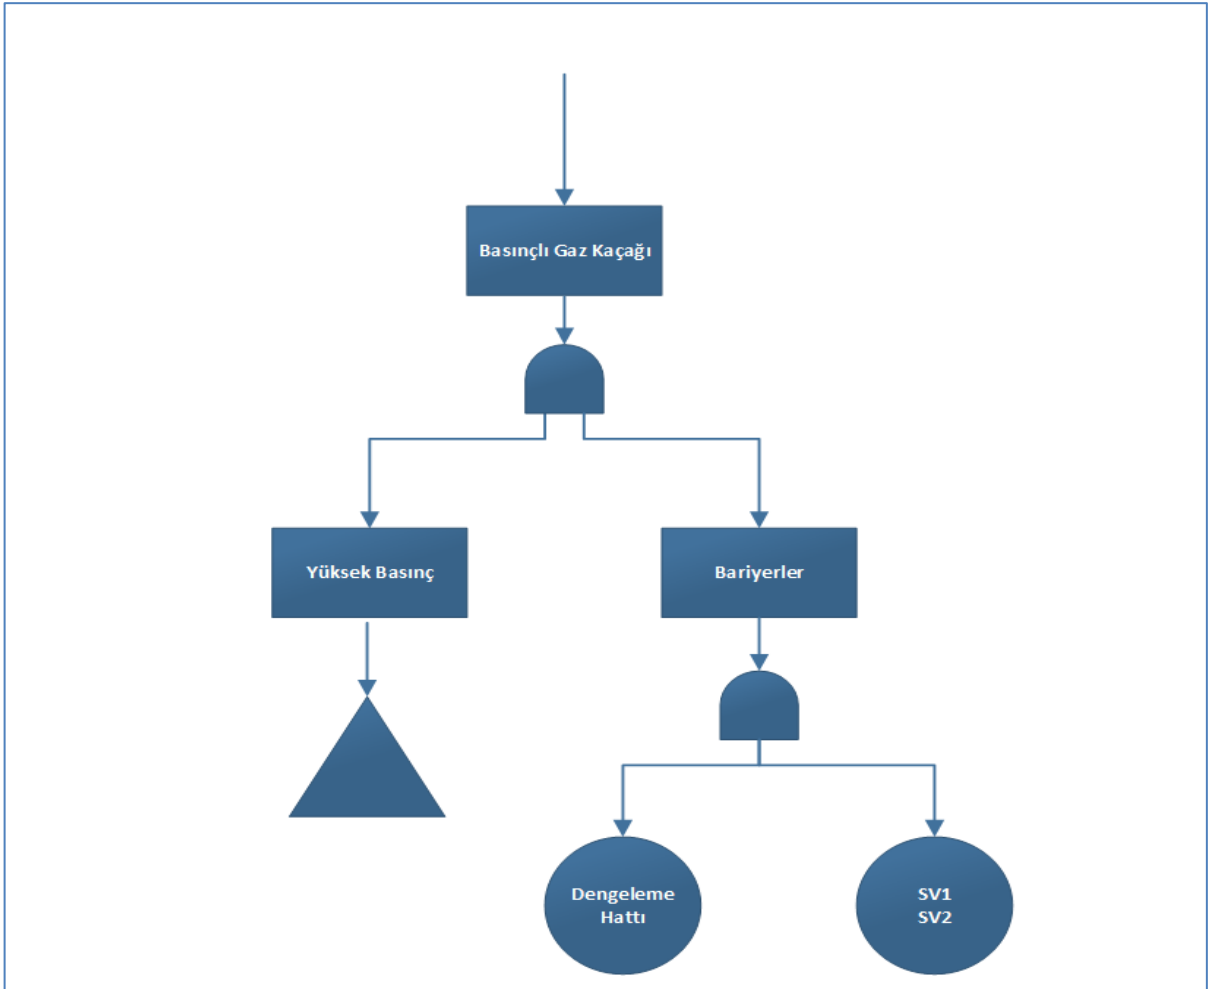 Basınçlı Gaz Kaçağı
Yüksek Basınç
Bariyerler
Dengeleme
Hattı
SV1
SV2